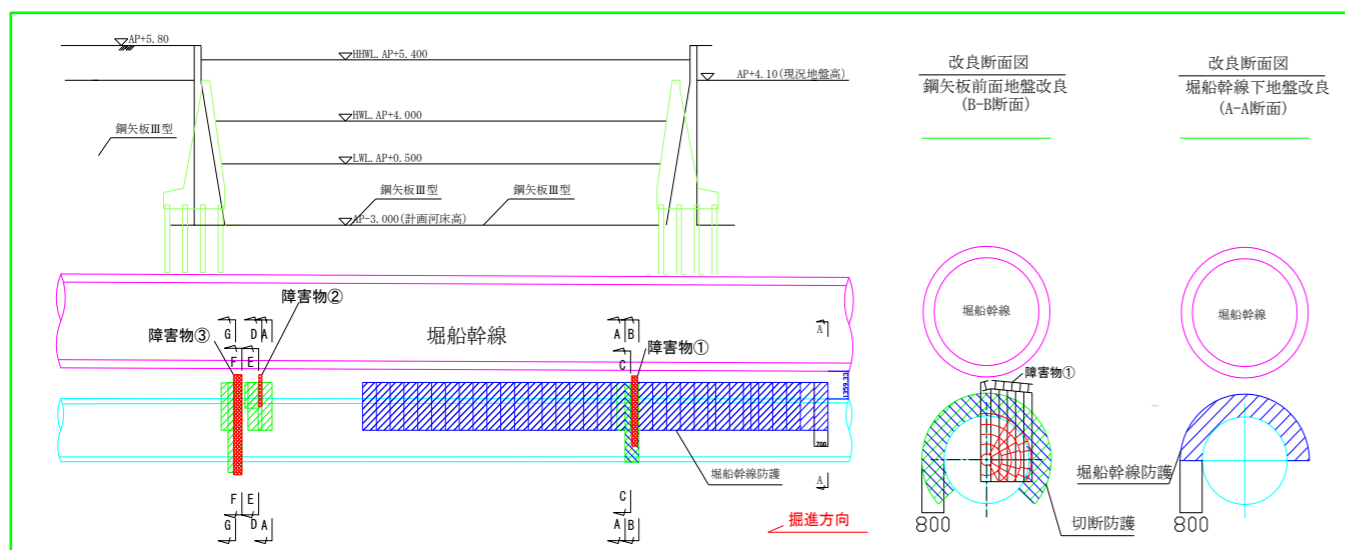 AP+5.80
HHWL.AP+5.400
AP+4.10(現況地盤高)
鋼矢板Ⅲ型
HWL.AP+4.000
LWL.AP+0.500
鋼矢板Ⅲ型
鋼矢板Ⅲ型
AP-3.000(計画河床高)
障害物②
障害物③
G
D
A
F
E
堀船幹線
A
B
C
障害物①
A
1359.33
700
堀船幹線防護
A
F
E
G
D
A
C
A
B
掘進方向
改良断面図
鋼矢板前面地盤改良
(B-B断面)
堀船幹線
障害物①
800
切断防護
改良断面図
堀船幹線下地盤改良
(A-A断面)
堀船幹線
堀船幹線防護
800